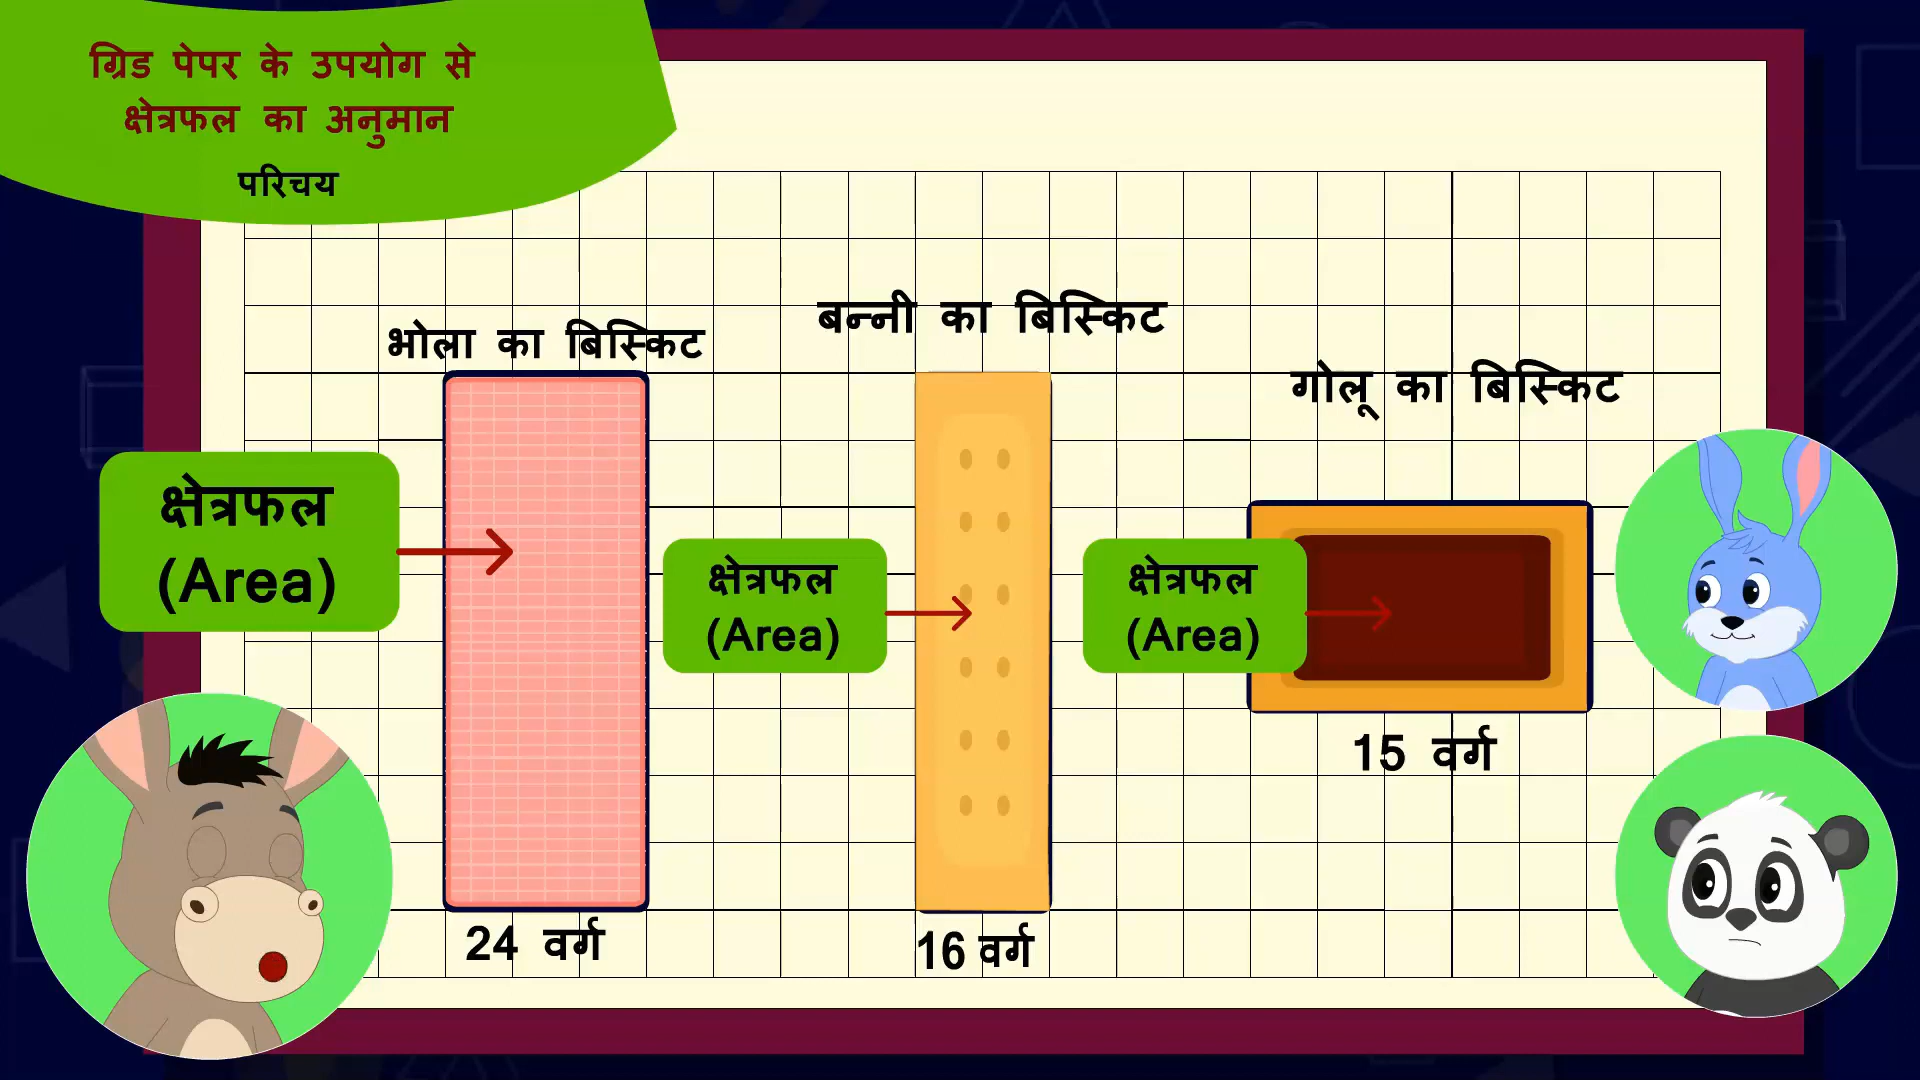 ग्रिड पेपर के उपयोग से
क्षेत्रफल का अनुमान
परिचय
भोला का बिस्किट
बन्नी का बिस्किट
गोलू का बिस्किट
क्षेत्रफल
(Area)
क्षेत्रफल
(Area)
क्षेत्रफल
(Area)
24 वर्ग
16 वर्ग
15 वर्ग